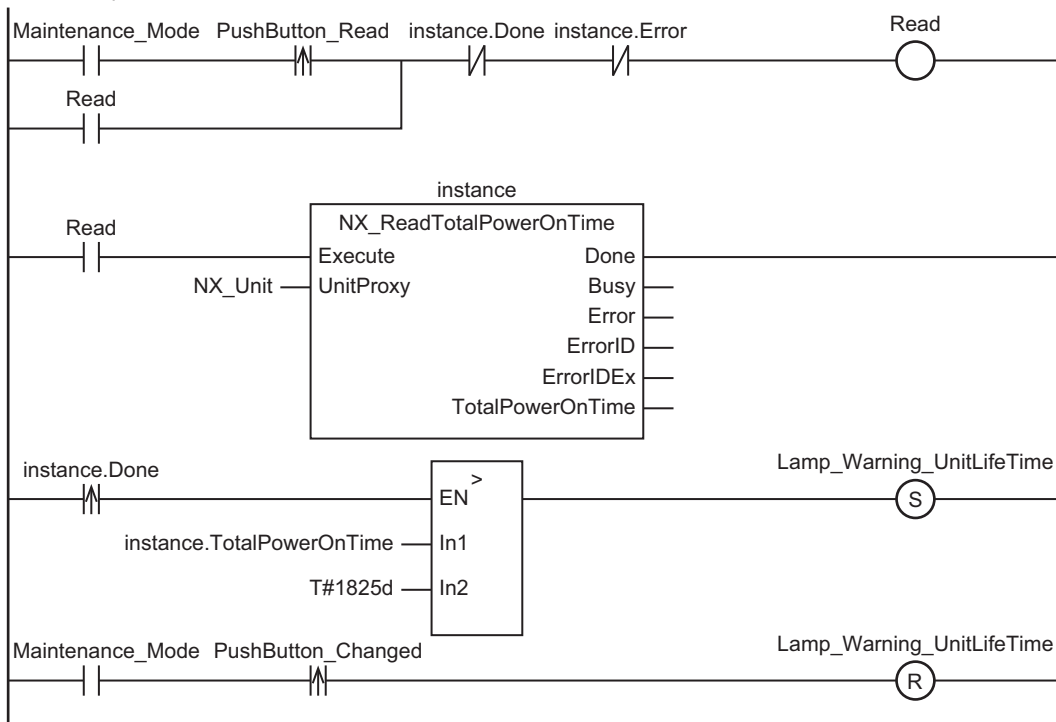 Maintenance_Mode PushButton_Read instance.Done instance.Error Read
Read
instance
NX_ReadTotalPowerOnTime
Read
Execute Done
NX_Unit UnitProxy Busy
Error
ErrorID
ErrorIDEx
TotalPowerOnTime
instance.Done Lamp_Warning_UnitLifeTime
>
EN S
instance.TotalPowerOnTime In1
T#1825d In2
Maintenance_Mode PushButton_Changed Lamp_Warning_UnitLifeTime
R